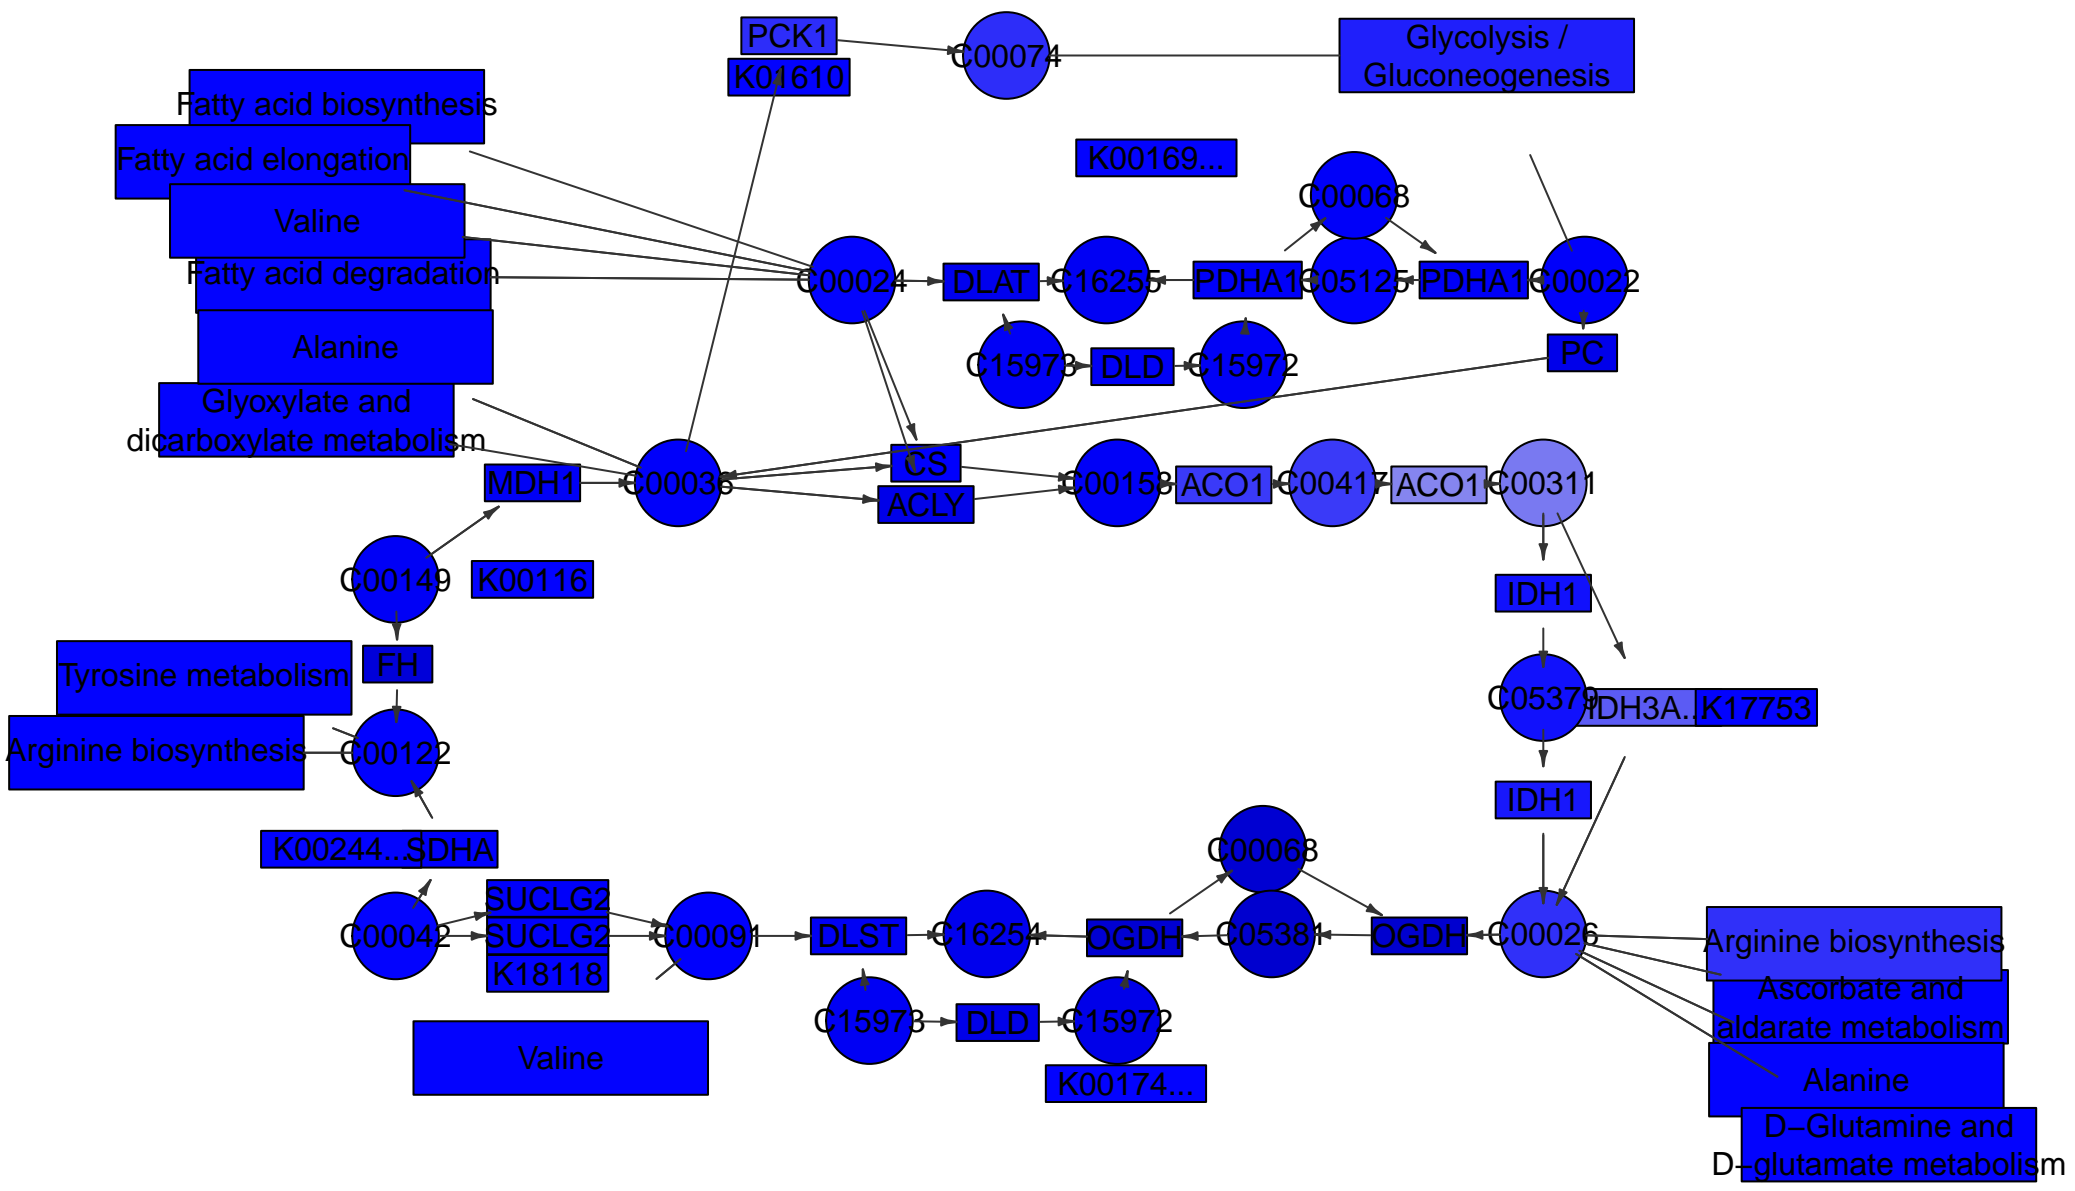 PCK1
C00074
Glycolysis /
Gluconeogenesis
K01610
Fatty acid biosynthesis
Fatty acid elongation
K00169...
Valine
C00068
Fatty acid degradation
C00024
DLAT
C16255
PDHA1
C05125
PDHA1
C00022
Alanine
C15973
DLD
C15972
PC
Glyoxylate and
dicarboxylate metabolism
MDH1
C00036
CS
ACLY
C00158
ACO1
C00417
ACO1
C00311
C00149
K00116
IDH1
Tyrosine metabolism
FH
C05379
IDH3A...
K17753
Arginine biosynthesis
C00122
IDH1
K00244...
SDHA
C00068
SUCLG2
C00042
SUCLG2
C00091
DLST
C16254
OGDH
C05381
OGDH
C00026
Arginine biosynthesis
K18118
Ascorbate and
aldarate metabolism
C15973
DLD
C15972
Valine
K00174...
Alanine
D−Glutamine and
D−glutamate metabolism